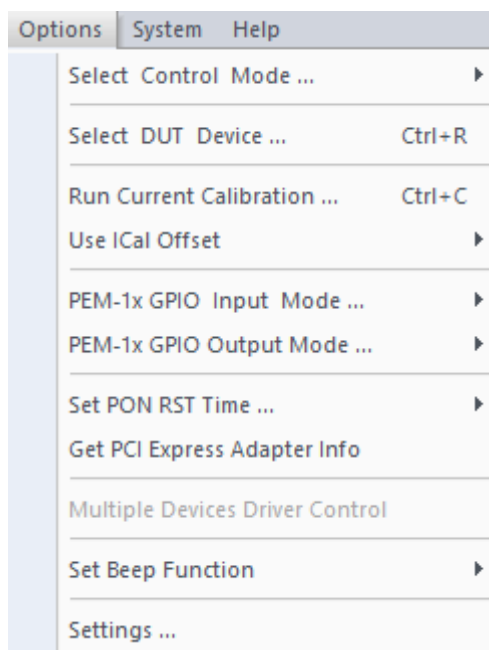 Options System Help
Select Control Mode ...
Select DUT Device ... Ctrl+R
Run Current Calibration ... Ctrl+C
Use ICal Offset
PEM-1x GPIO Input Mode ...
PEM-1x GPIO Output Mode ...
Set PON RST Time ...
Get PCI Express Adapter Info
Multiple Devices Driver Control
Set Beep Function
Settings ...